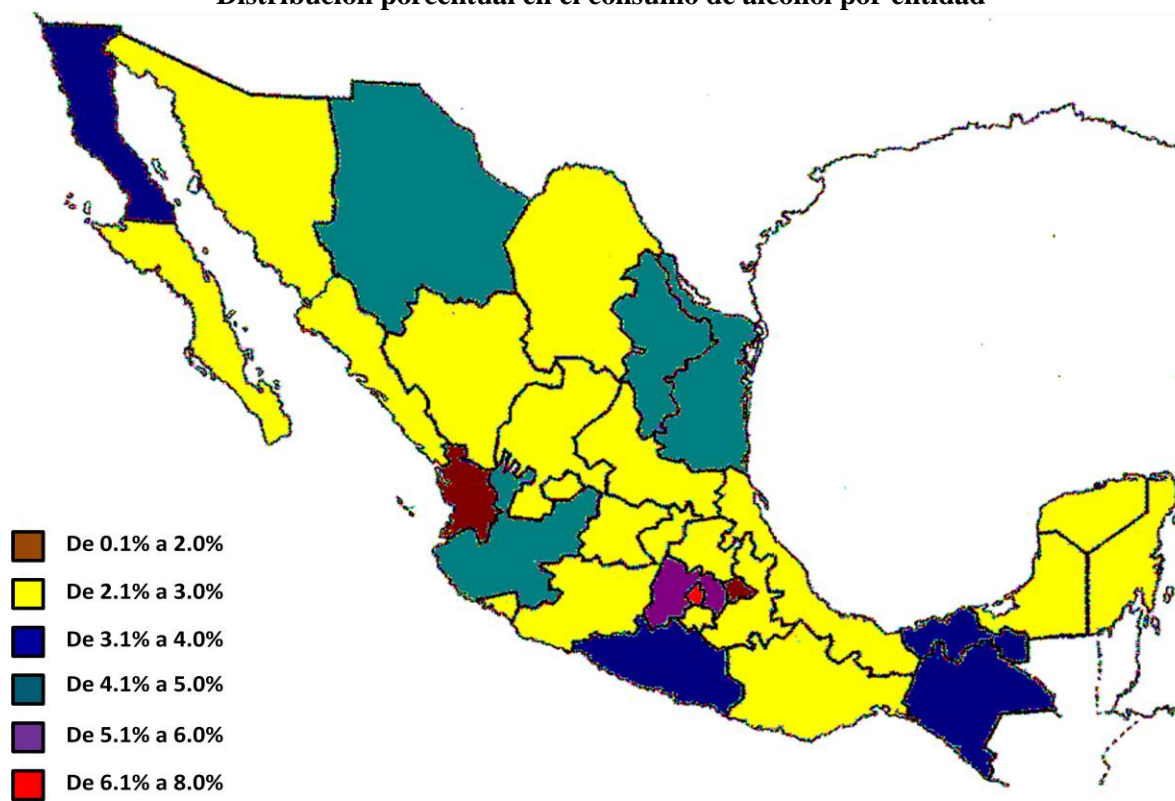 Distribución porcentual en el consumo de alcohol por entidad
De 0.1% a 2.0%
De 2.1% a 3.0%
De 3.1% a 4.0%
De 4.1% a 5.0%
De 5.1% a 6.0%
De 6.1% a 8.0%